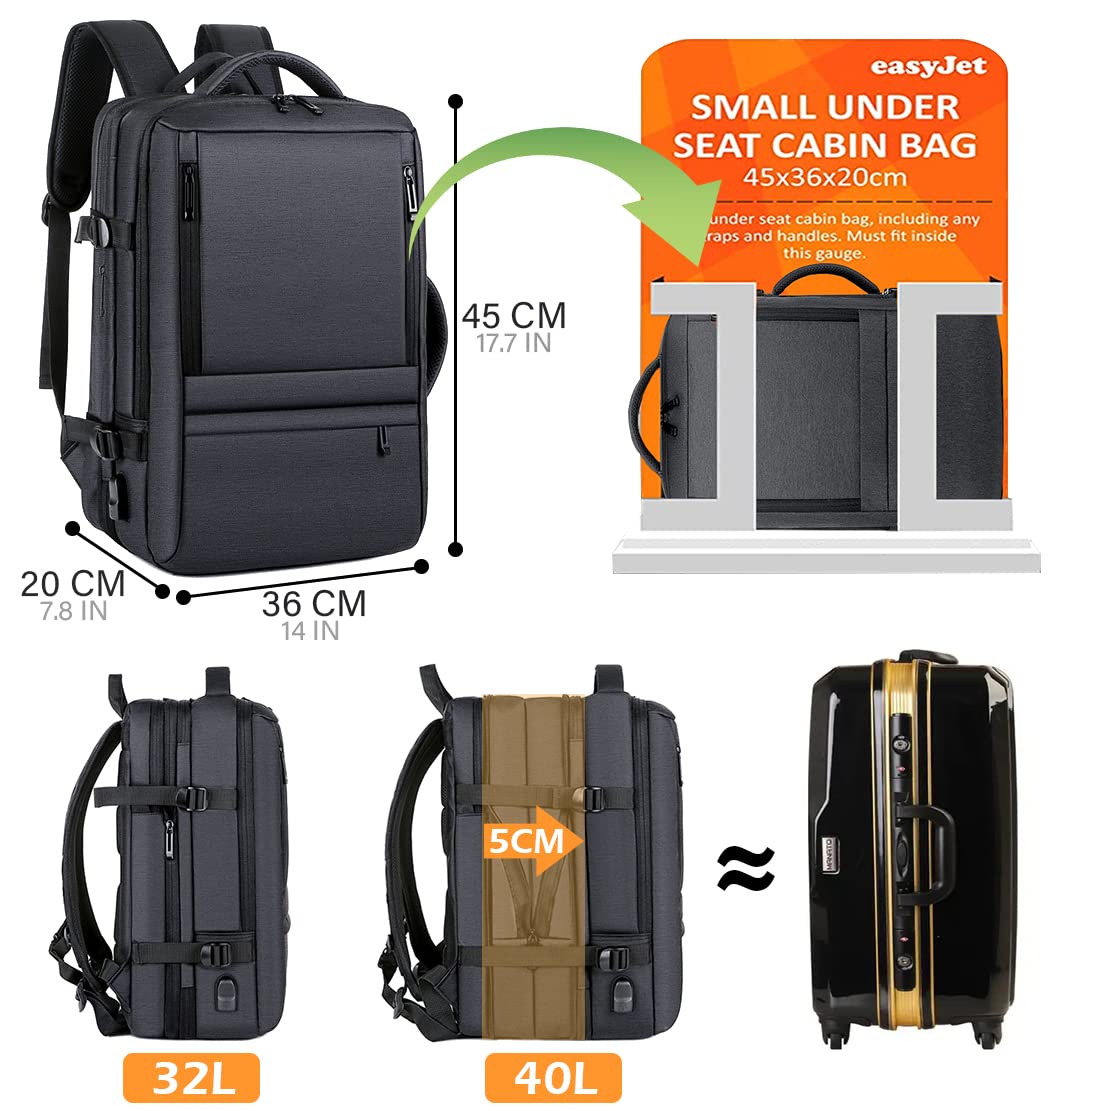 easyJet
SMALL UNDER
SEAT CABIN BAG
45x36x20cm
under seat cabin bag, including any
and handles. Must fit inside
this gauge.
45 CM
17.7 IN
20 CM
7.8 IN
36 CM
14 IN
5CM
≈
MANATO
32L
40L